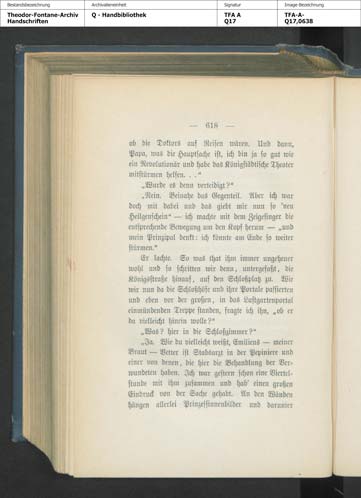 Bestandsbezeichnung
Archivalieneinheit
Signatur
Image Bezeichnung
Theodor-Fontane-Archiv
Handschriften
Q - Handbibliothek
TFA A
Q17
TFA-A-
Q17,0638
— 618 —
ob die Doktors auf Reisen wären. Und dann,
Papa, was die Hauptsache ist, ich bin ja so gut wie
ein Revolutionär und habe das Königstädtische Theater
mitstürmen helfen. . ."
„Wurde es denn verteidigt?"
„Nein. Beinahe das Gegenteil. Aber ich war
doch mit dabei und das giebt mir nun so 'nen
Heiligenschein" — ich machte mit dem Zeigefinger die
entsprechende Bewegung um den Kopf herum — „und
mein Prinzipal denkt: ich könnte am Ende so weiter
stürmen."
Er lachte. So was that ihm immer ungeheuer
wohl und so schritten wir denn, untergefaßt, die
Königsstraße hinauf, auf den Schloßplatz zu. Wie
wir nun da die Schloßhöfe und ihre Portale passierten
und eben vor der großen, in das Lustgartenportal
einmündenden Treppe standen, fragte ich ihn, „ob er
da vielleicht hinein wolle?"
„Was? hier in die Schloßzimmer?"
„Ja. Wie du vielleicht weißt, Emiliens — meiner
Braut — Vetter ist Stabsarzt in der Pepiniere und
einer von denen, die hier die Behandlung der Ver-
wundeten haben. Ich war gestern schon eine Viertel-
stunde mit ihm zusammen und hab' einen großen
Eindruck von der Sache gehabt. An den Wänden
hängen allerlei Prinzessinnenbilder und darunter